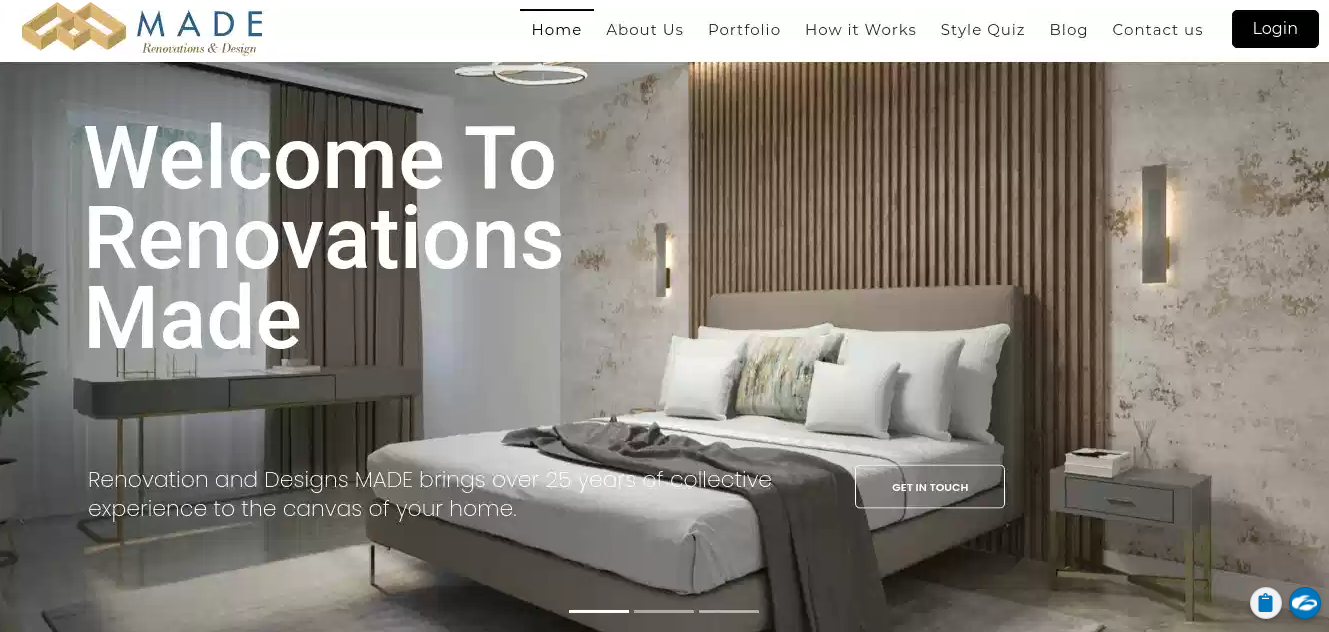 MADE
Renovations & Design
Home About Us Portfolio How it Works Style Quiz Blog Contact us Login
Welcome To
Renovations
Made
Renovation and Designs MADE brings over 25 years of collective
experience to the canvas of your home.
GET IN TOUCH